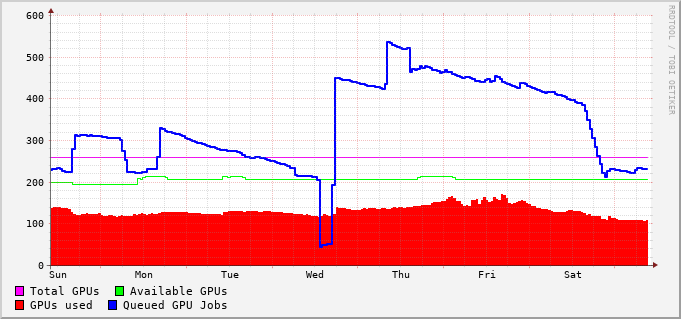 RRDTOOL / TOBI OETIKER
600
500
400
300
200
100
0
Sun Mon Tue Wed Thu Fri Sat
Total GPUs Available GPUs
GPUs used Queued GPU Jobs